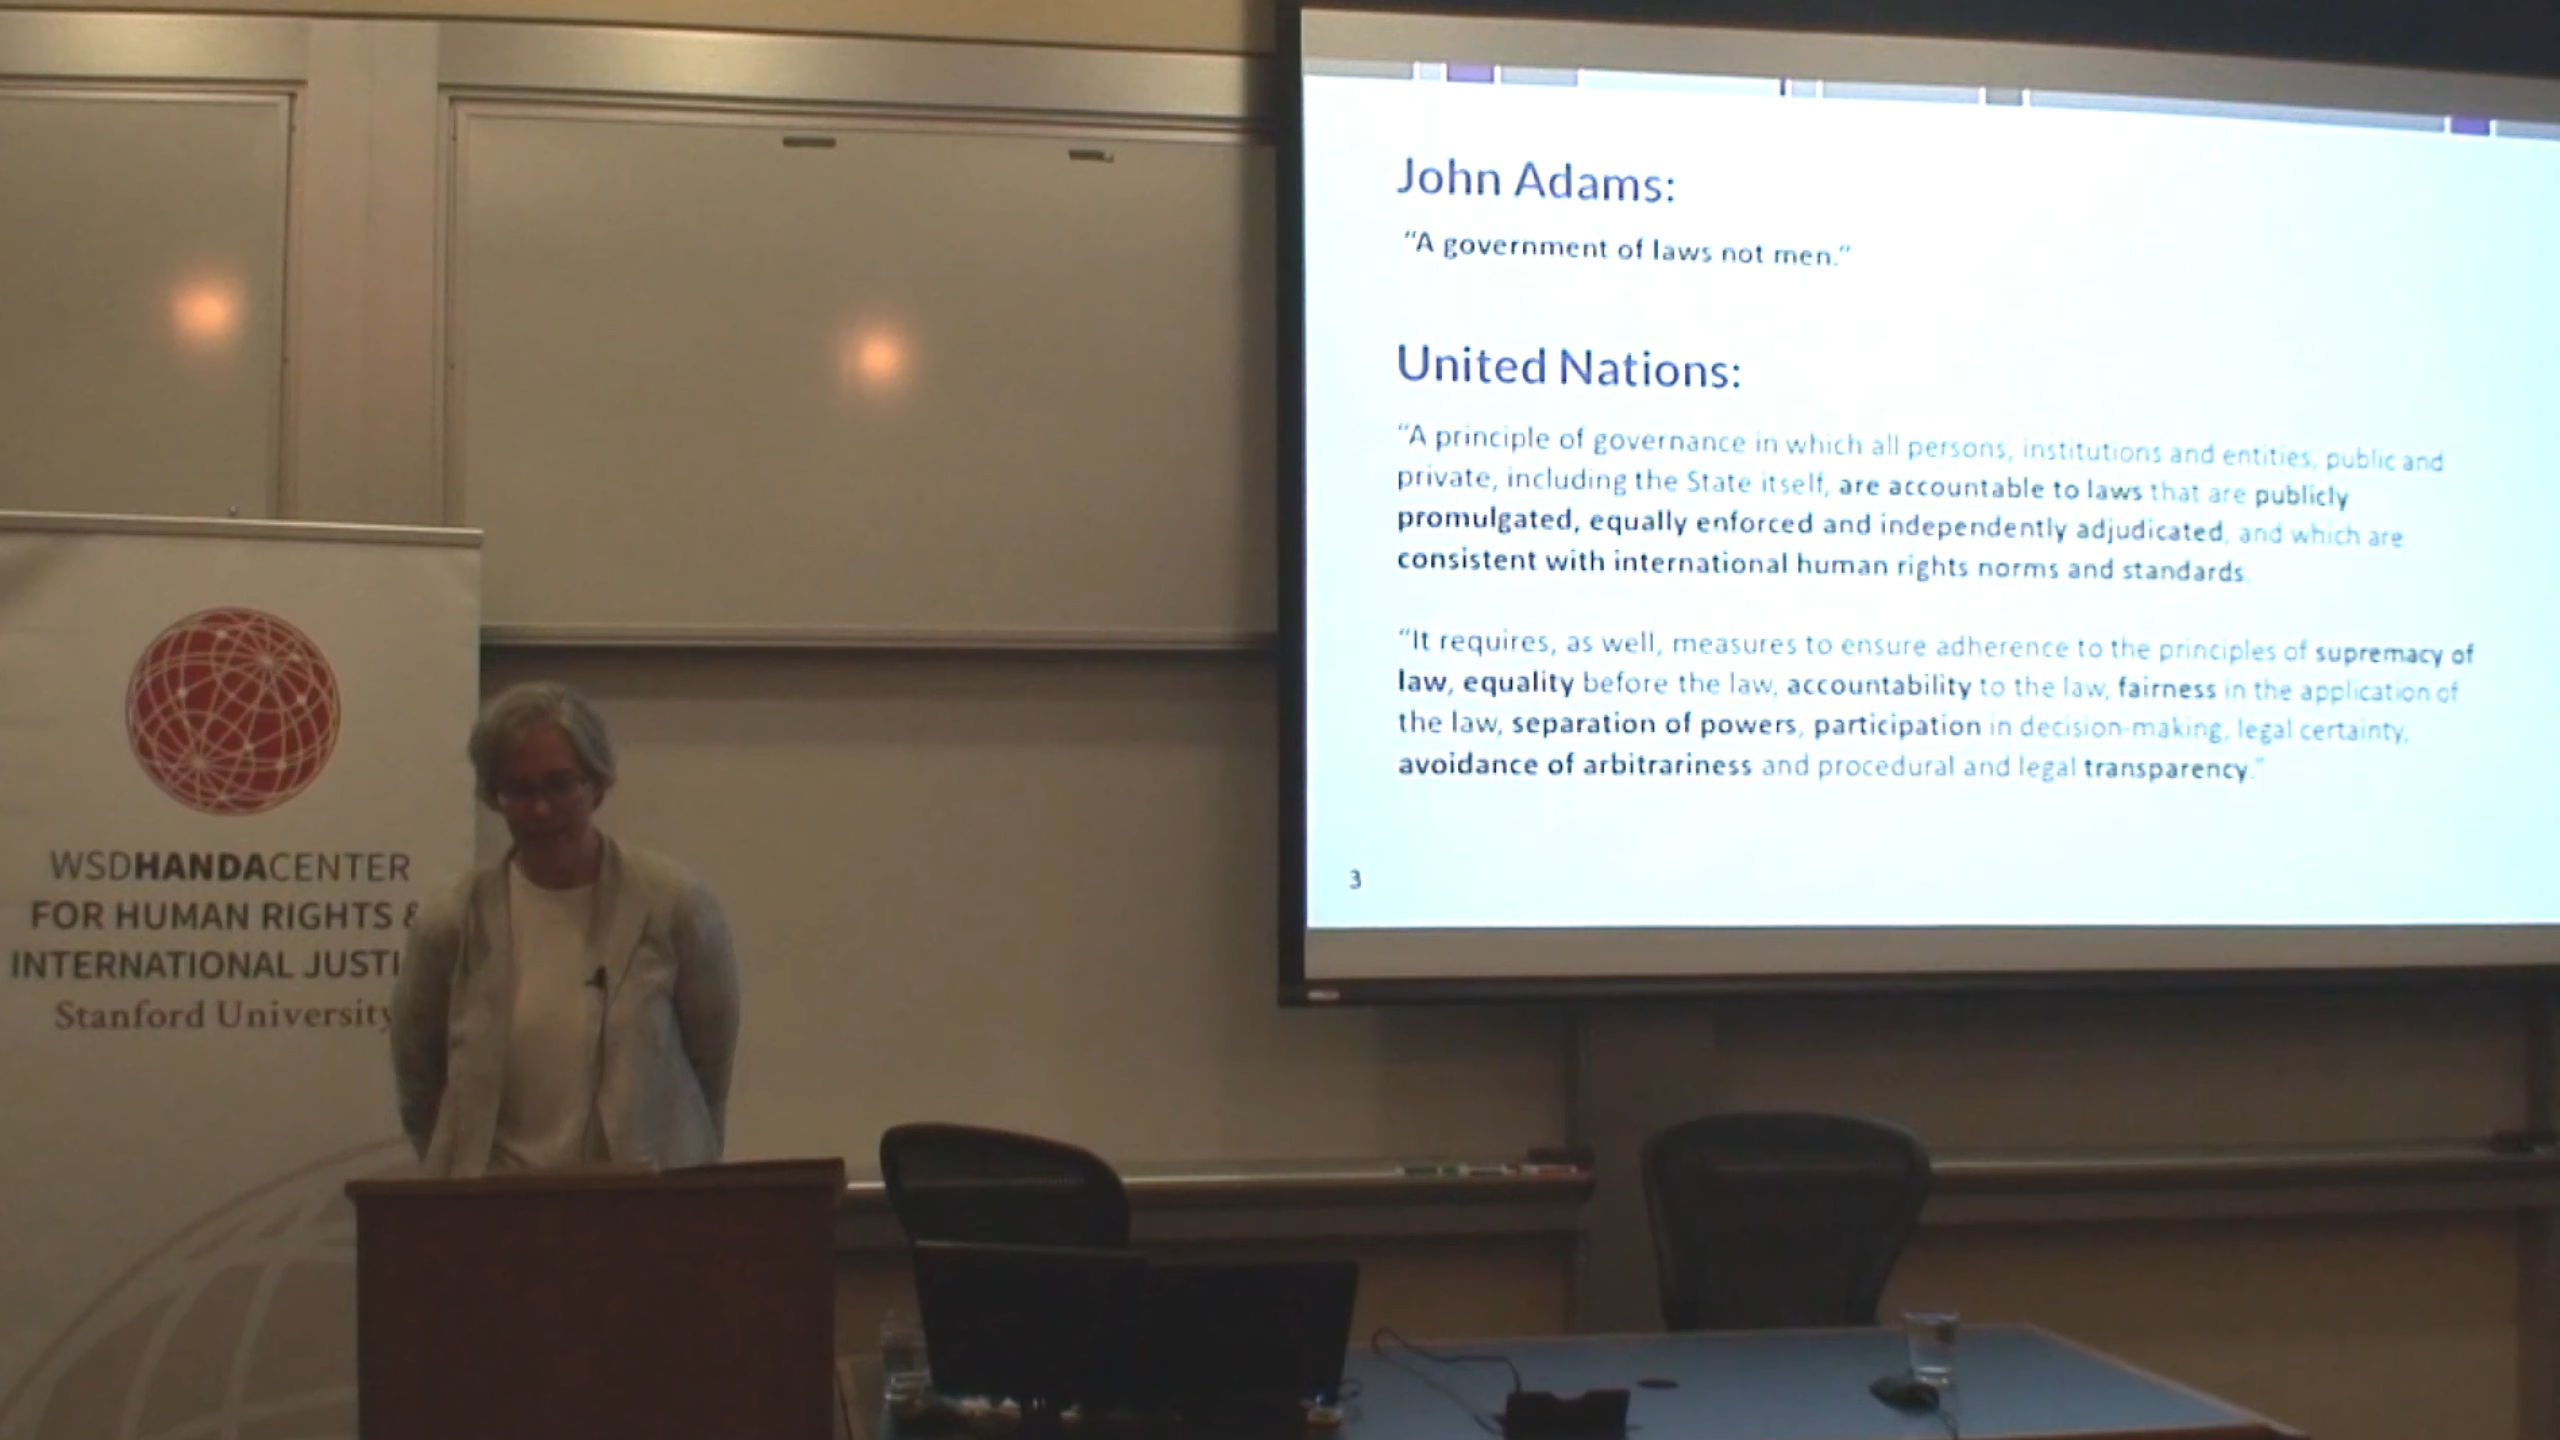 John Adams:
“A government of laws not men.”
United Nations:
“A principle of governance in which all persons, institutions and entities, public and
private, including the State itself, are accountable to laws that are publicly
promulgated, equally enforced and independently adjudicated, and which are
consistent with international human rights norms and standards.
“It requires, as well, measures to ensure adherence to the principles of supremacy of
law, equality before the law, accountability to the law, fairness in the application of
the law, separation of powers, participation in decision-making, legal certainty,
avoidance of arbitrariness and procedural and legal transparency.”
3
WSDHANDACENTER
FOR HUMAN RIGHTS &
INTERNATIONAL JUSTI
Stanford University